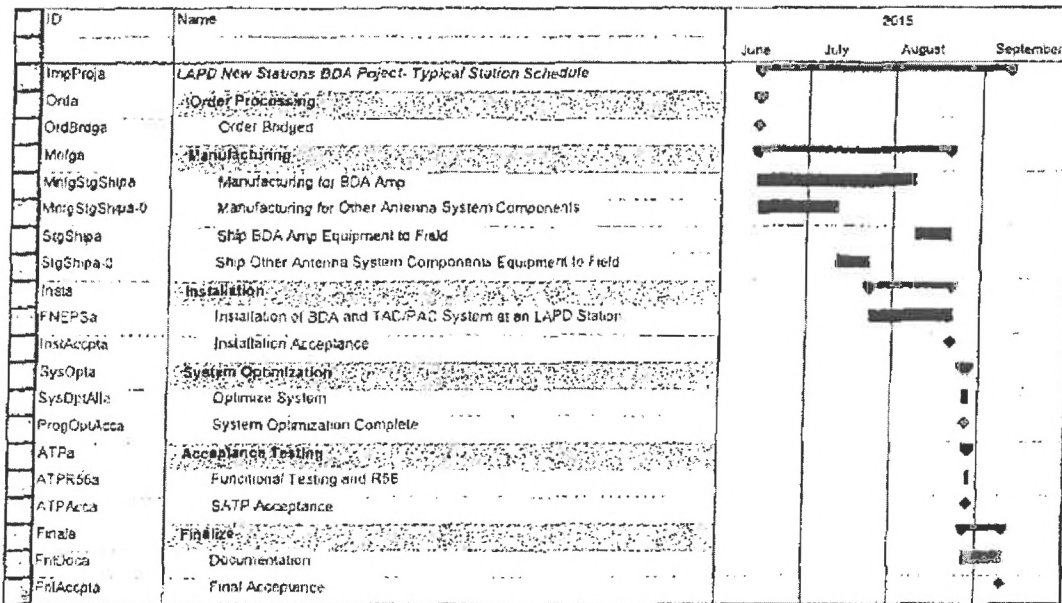 ID Name 2015
June July August September
ImpProja LAPD New Stations BDA Poject- Typical Station Schedule
Orda Order Processing
OrdBrdga Order Bridged
Mnfga Manufacturing
MnfgStgShipa Manufacturing for BDA Amp
MnfgStgShipa-0 Manufacturing for Other Antenna System Components
StgShipa Ship BDA Amp Equipment to Field
StgShipa-0 Ship Other Antenna System Components Equipment to Field
Insta Installation
FNEPSa Installation of BDA and TAC/PAC System at an LAPD Station
InstAccpta Installation Acceptance
SysOpta System Optimization
SysOptAlla Optimize System
ProgOptAcca System Optimization Complete
ATPa Acceptance Testing
ATPR56a Functional Testing and R56
ATPAcca SATP Acceptance
Finala Finalize
FnlDoca Documentation
FnlAccpta Final Acceptance